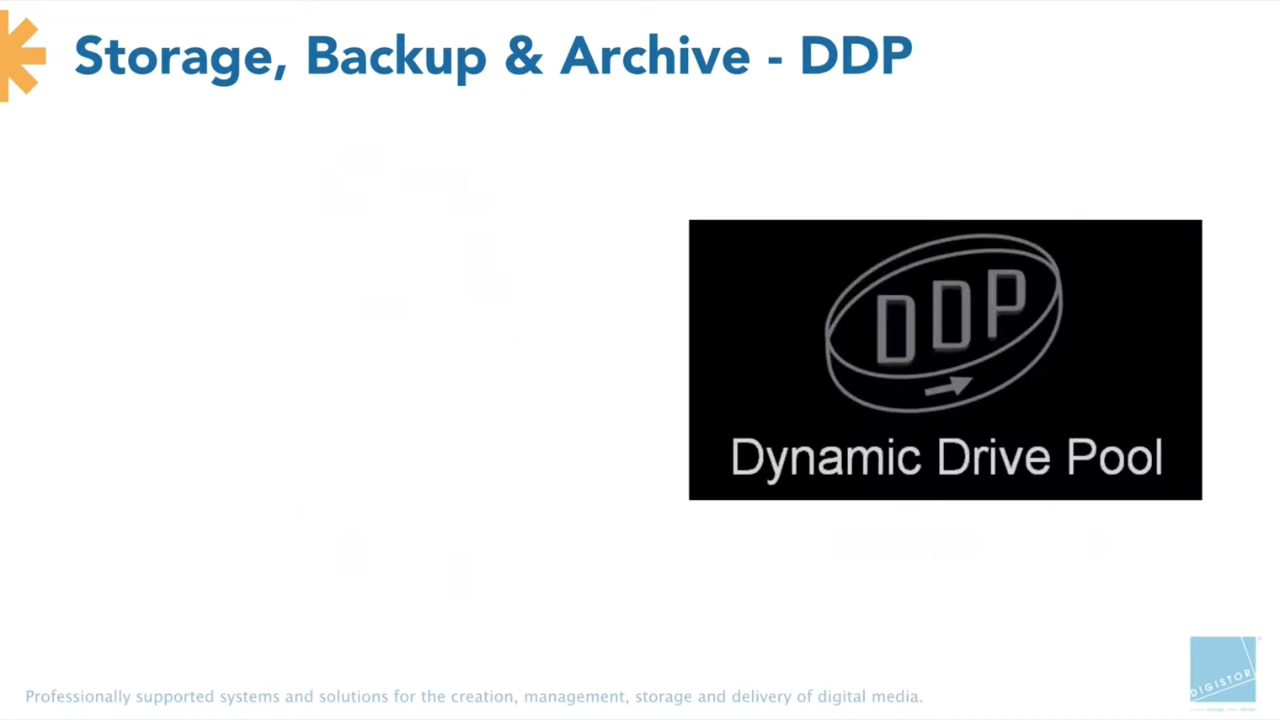 Storage, Backup & Archive - DDP
DDP
Dynamic Drive Pool
Professionally supported systems and solutions for the creation, management, storage and delivery of digital media.
DIGISTOR